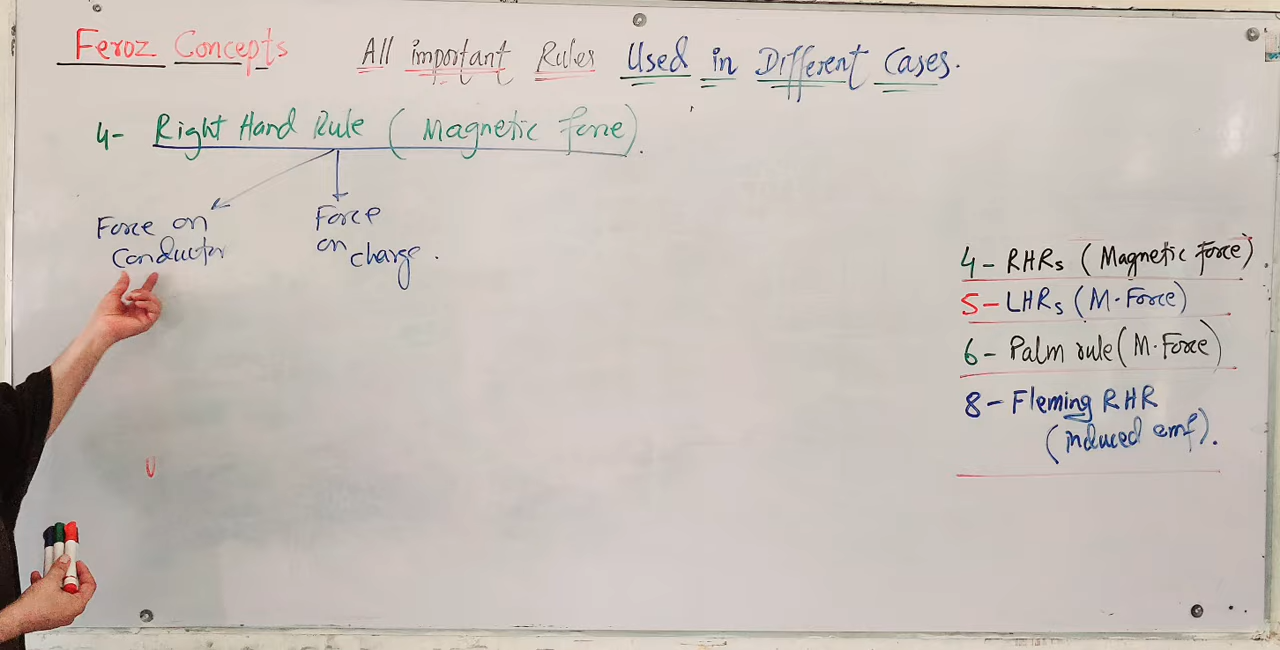 Feroz Concepts All important Rules Used in Different Cases.
4- Right Hand Rule (Magnetic force).
Force on
Conductor
Force
on charge.
4- RHRs (Magnetic Force)
5- LHRs (M-Force)
6- Palm rule (M.Force)
8- Fleming RHR
(induced emf).
U